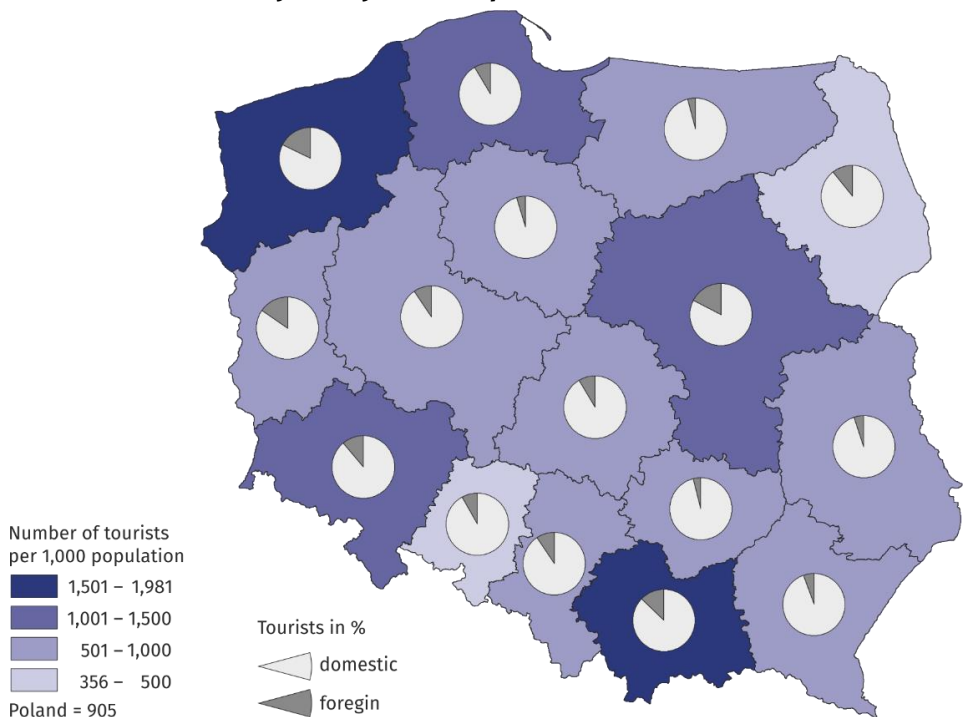 Number of tourists
per 1,000 population
1,501 – 1,981
1,001 – 1,500
501 – 1,000
356 – 500
Poland = 905
Tourists in %
domestic
foregin